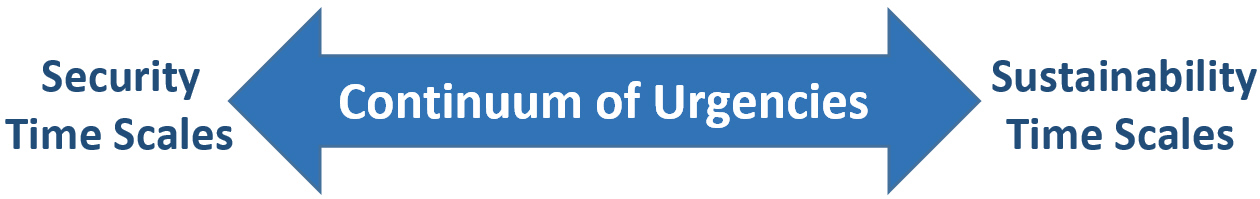 Security
Time Scales
Continuum of Urgencies
Sustainability
Time Scales